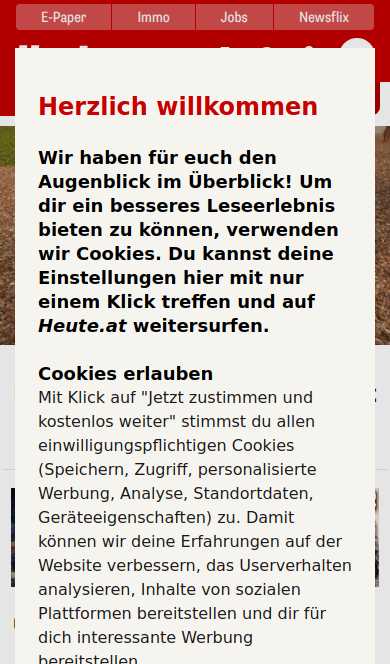 E-Paper
Immo
Jobs
Newsflix
Herzlich willkommen
Wir haben für euch den
Augenblick im Überblick! Um
dir ein besseres Leseerlebnis
bieten zu können, verwenden
wir Cookies. Du kannst deine
Einstellungen hier mit nur
einem Klick treffen und auf
Heute.at weitersurfen.
Cookies erlauben
Mit Klick auf "Jetzt zustimmen und
kostenlos weiter" stimmst du allen
einwilligungspflichtigen Cookies
(Speichern, Zugriff, personalisierte
Werbung, Analyse, Standortdaten,
Geräteeigenschaften) zu. Damit
können wir deine Erfahrungen auf der
Website verbessern, das Userverhalten
analysieren, Inhalte von sozialen
Plattformen bereitstellen und dir für
dich interessante Werbung
bereitstellen